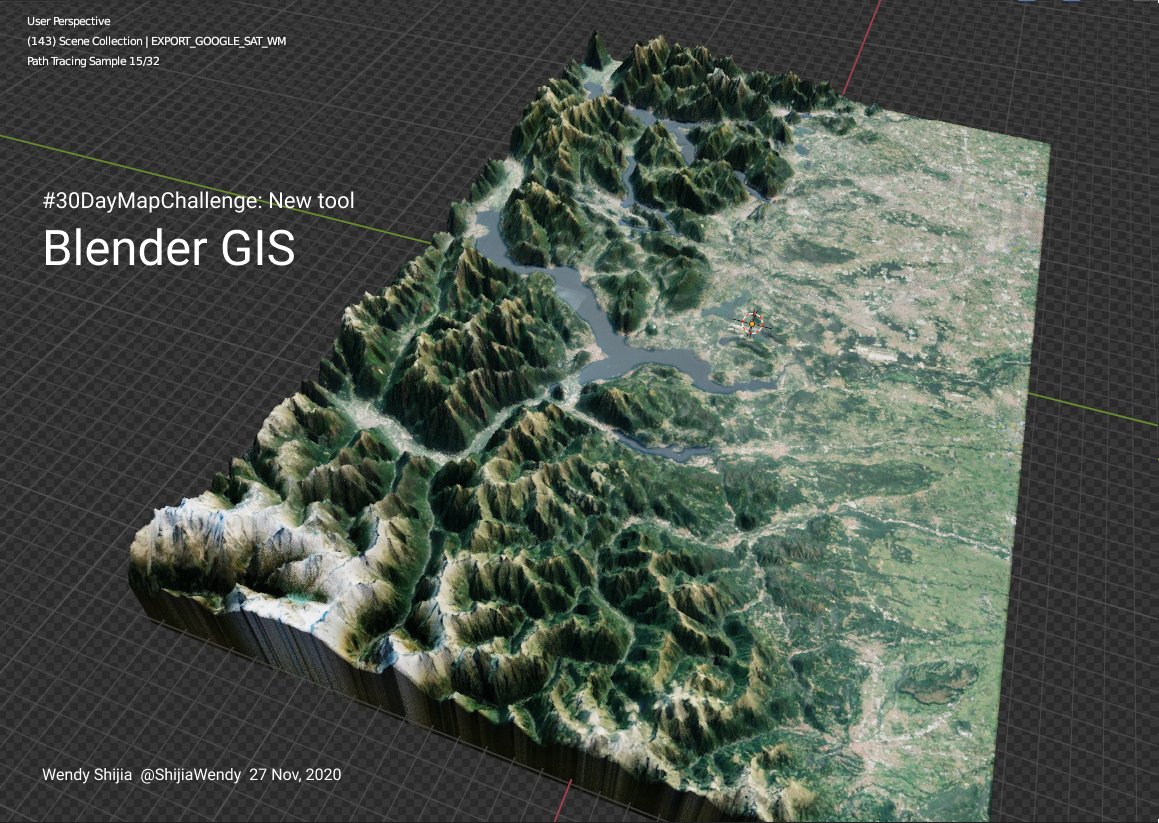 User Perspective
(143) Scene Collection | EXPORT_GOOGLE_SAT_WM
Path Tracing Sample 15/32
#30DayMapChallenge: New tool
Blender GIS
Wendy Shijia @ShijiaWendy 27 Nov, 2020